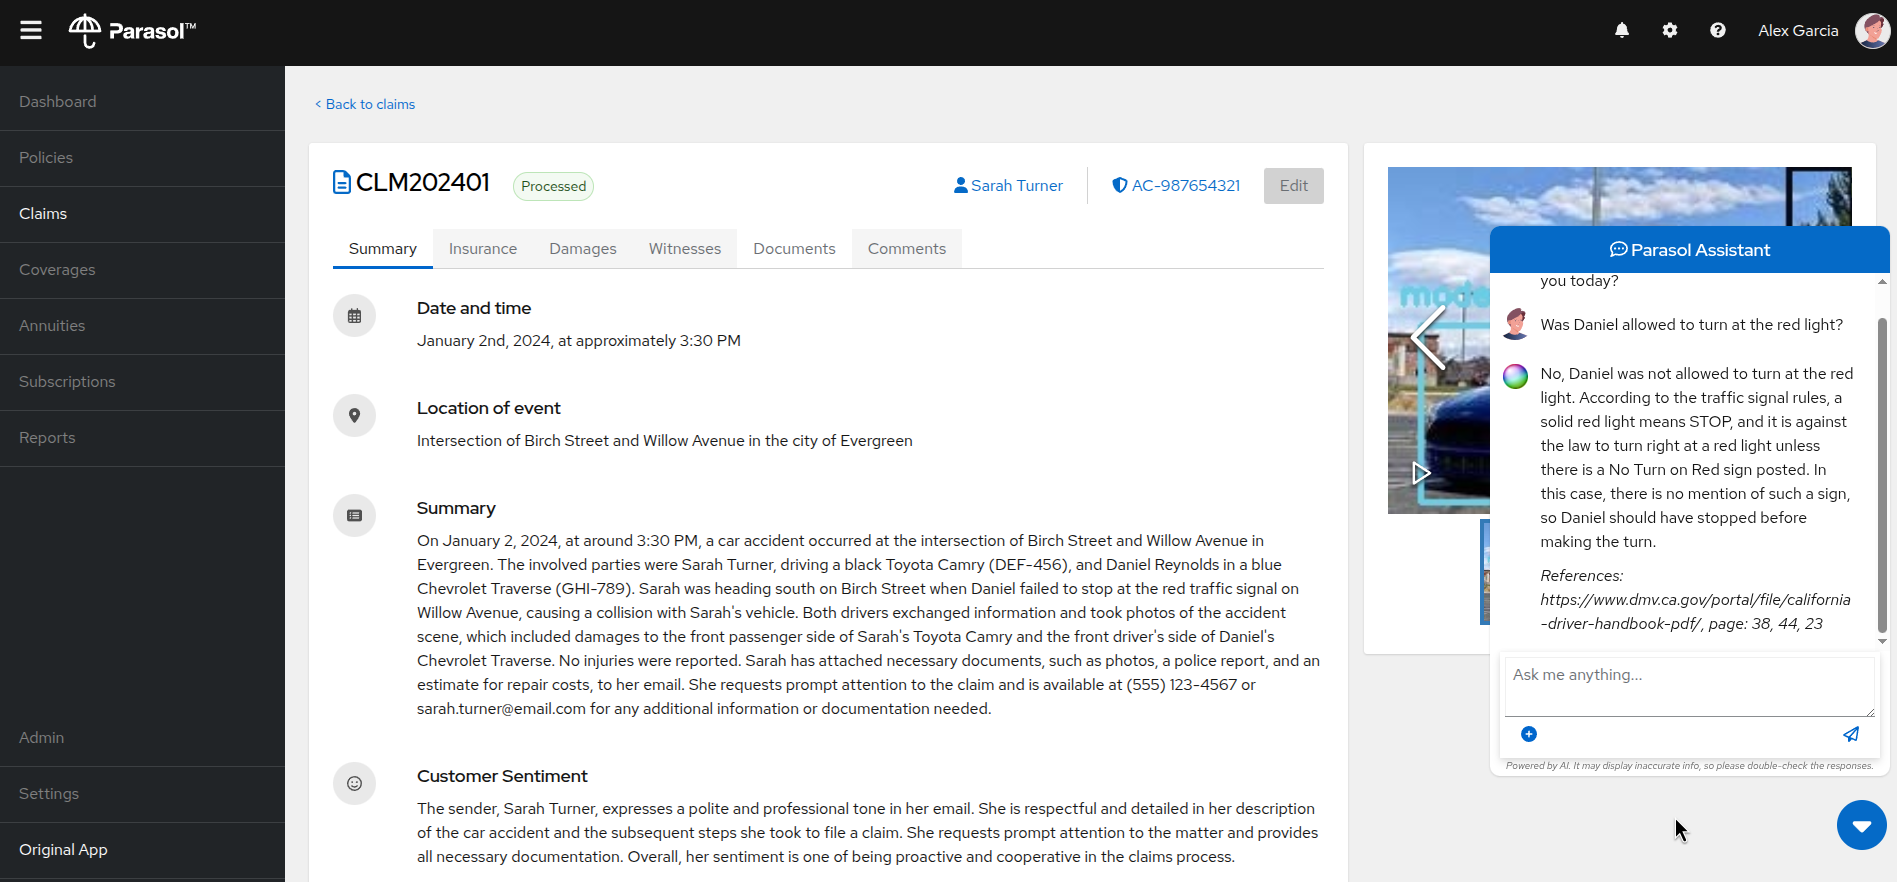 Parasol™
Alex Garcia
Dashboard
Policies
Claims
Coverages
Annuities
Subscriptions
Reports
Admin
Settings
Original App
< Back to claims
CLM202401
Processed
Sarah Turner
AC-987654321
Edit
Summary
Insurance
Damages
Witnesses
Documents
Comments
Date and time
January 2nd, 2024, at approximately 3:30 PM
Location of event
Intersection of Birch Street and Willow Avenue in the city of Evergreen
Summary
On January 2, 2024, at around 3:30 PM, a car accident occurred at the intersection of Birch Street and Willow Avenue in
Evergreen. The involved parties were Sarah Turner, driving a black Toyota Camry (DEF-456), and Daniel Reynolds in a blue
Chevrolet Traverse (GHI-789). Sarah was heading south on Birch Street when Daniel failed to stop at the red traffic signal on
Willow Avenue, causing a collision with Sarah's vehicle. Both drivers exchanged information and took photos of the accident
scene, which included damages to the front passenger side of Sarah's Toyota Camry and the front driver's side of Daniel's
Chevrolet Traverse. No injuries were reported. Sarah has attached necessary documents, such as photos, a police report, and an
estimate for repair costs, to her email. She requests prompt attention to the claim and is available at (555) 123-4567 or
sarah.turner@email.com for any additional information or documentation needed.
Customer Sentiment
The sender, Sarah Turner, expresses a polite and professional tone in her email. She is respectful and detailed in her description
of the car accident and the subsequent steps she took to file a claim. She requests prompt attention to the matter and provides
all necessary documentation. Overall, her sentiment is one of being proactive and cooperative in the claims process.
Parasol Assistant
you today?
Was Daniel allowed to turn at the red light?
No, Daniel was not allowed to turn at the red
light. According to the traffic signal rules, a
solid red light means STOP, and it is against
the law to turn right at a red light unless
there is a No Turn on Red sign posted. In
this case, there is no mention of such a sign,
so Daniel should have stopped before
making the turn.
References:
https://www.dmv.ca.gov/portal/file/california
-driver-handbook-pdf/, page: 38, 44, 23
Ask me anything...
Powered by AI. It may display inaccurate info, so please double-check the responses.